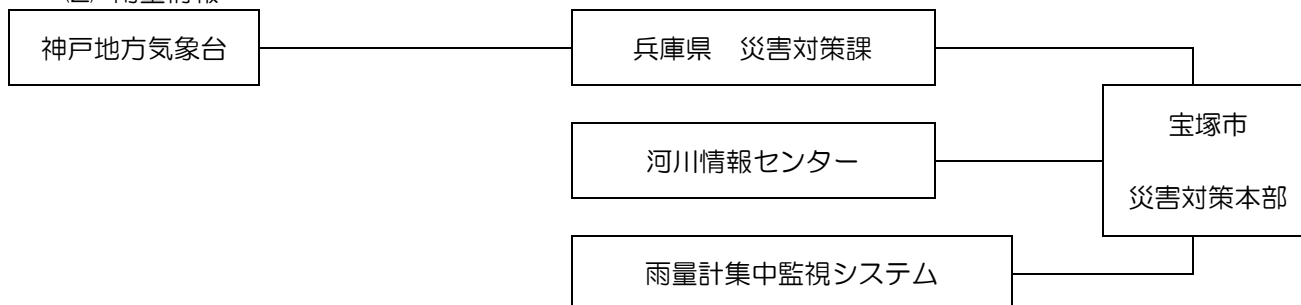 神戸地方気象台
兵庫県 災害対策課
宝塚市
河川情報センター
災害対策本部
雨量計集中監視システム